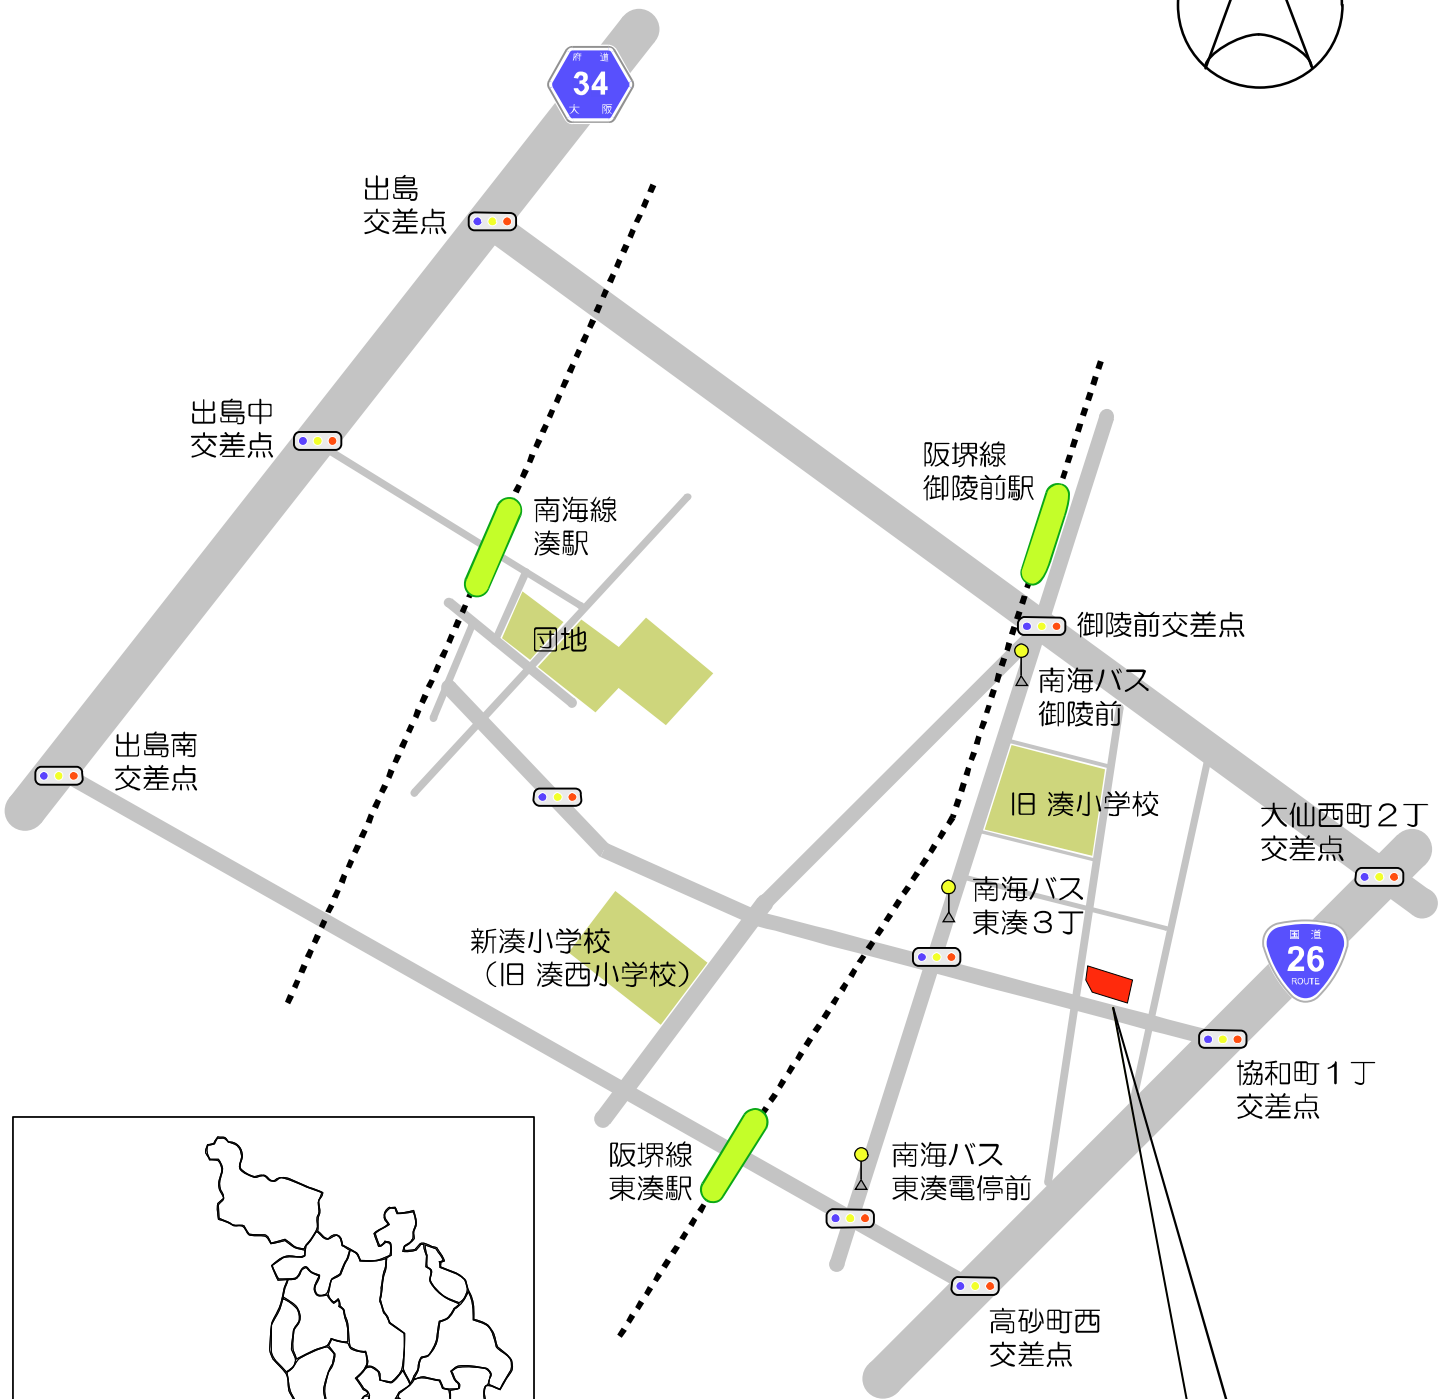 府道
34
大阪
出島
交差点
出島中
交差点
阪堺線
御陵前駅
南海線
湊駅
団地
御陵前交差点
南海バス
御陵前
出島南
交差点
旧 湊小学校
大仙西町２丁
交差点
南海バス
東湊３丁
新湊小学校
（旧 湊西小学校）
国道
26
ROUTE
協和町１丁
交差点
阪堺線
東湊駅
南海バス
東湊電停前
高砂町西
交差点